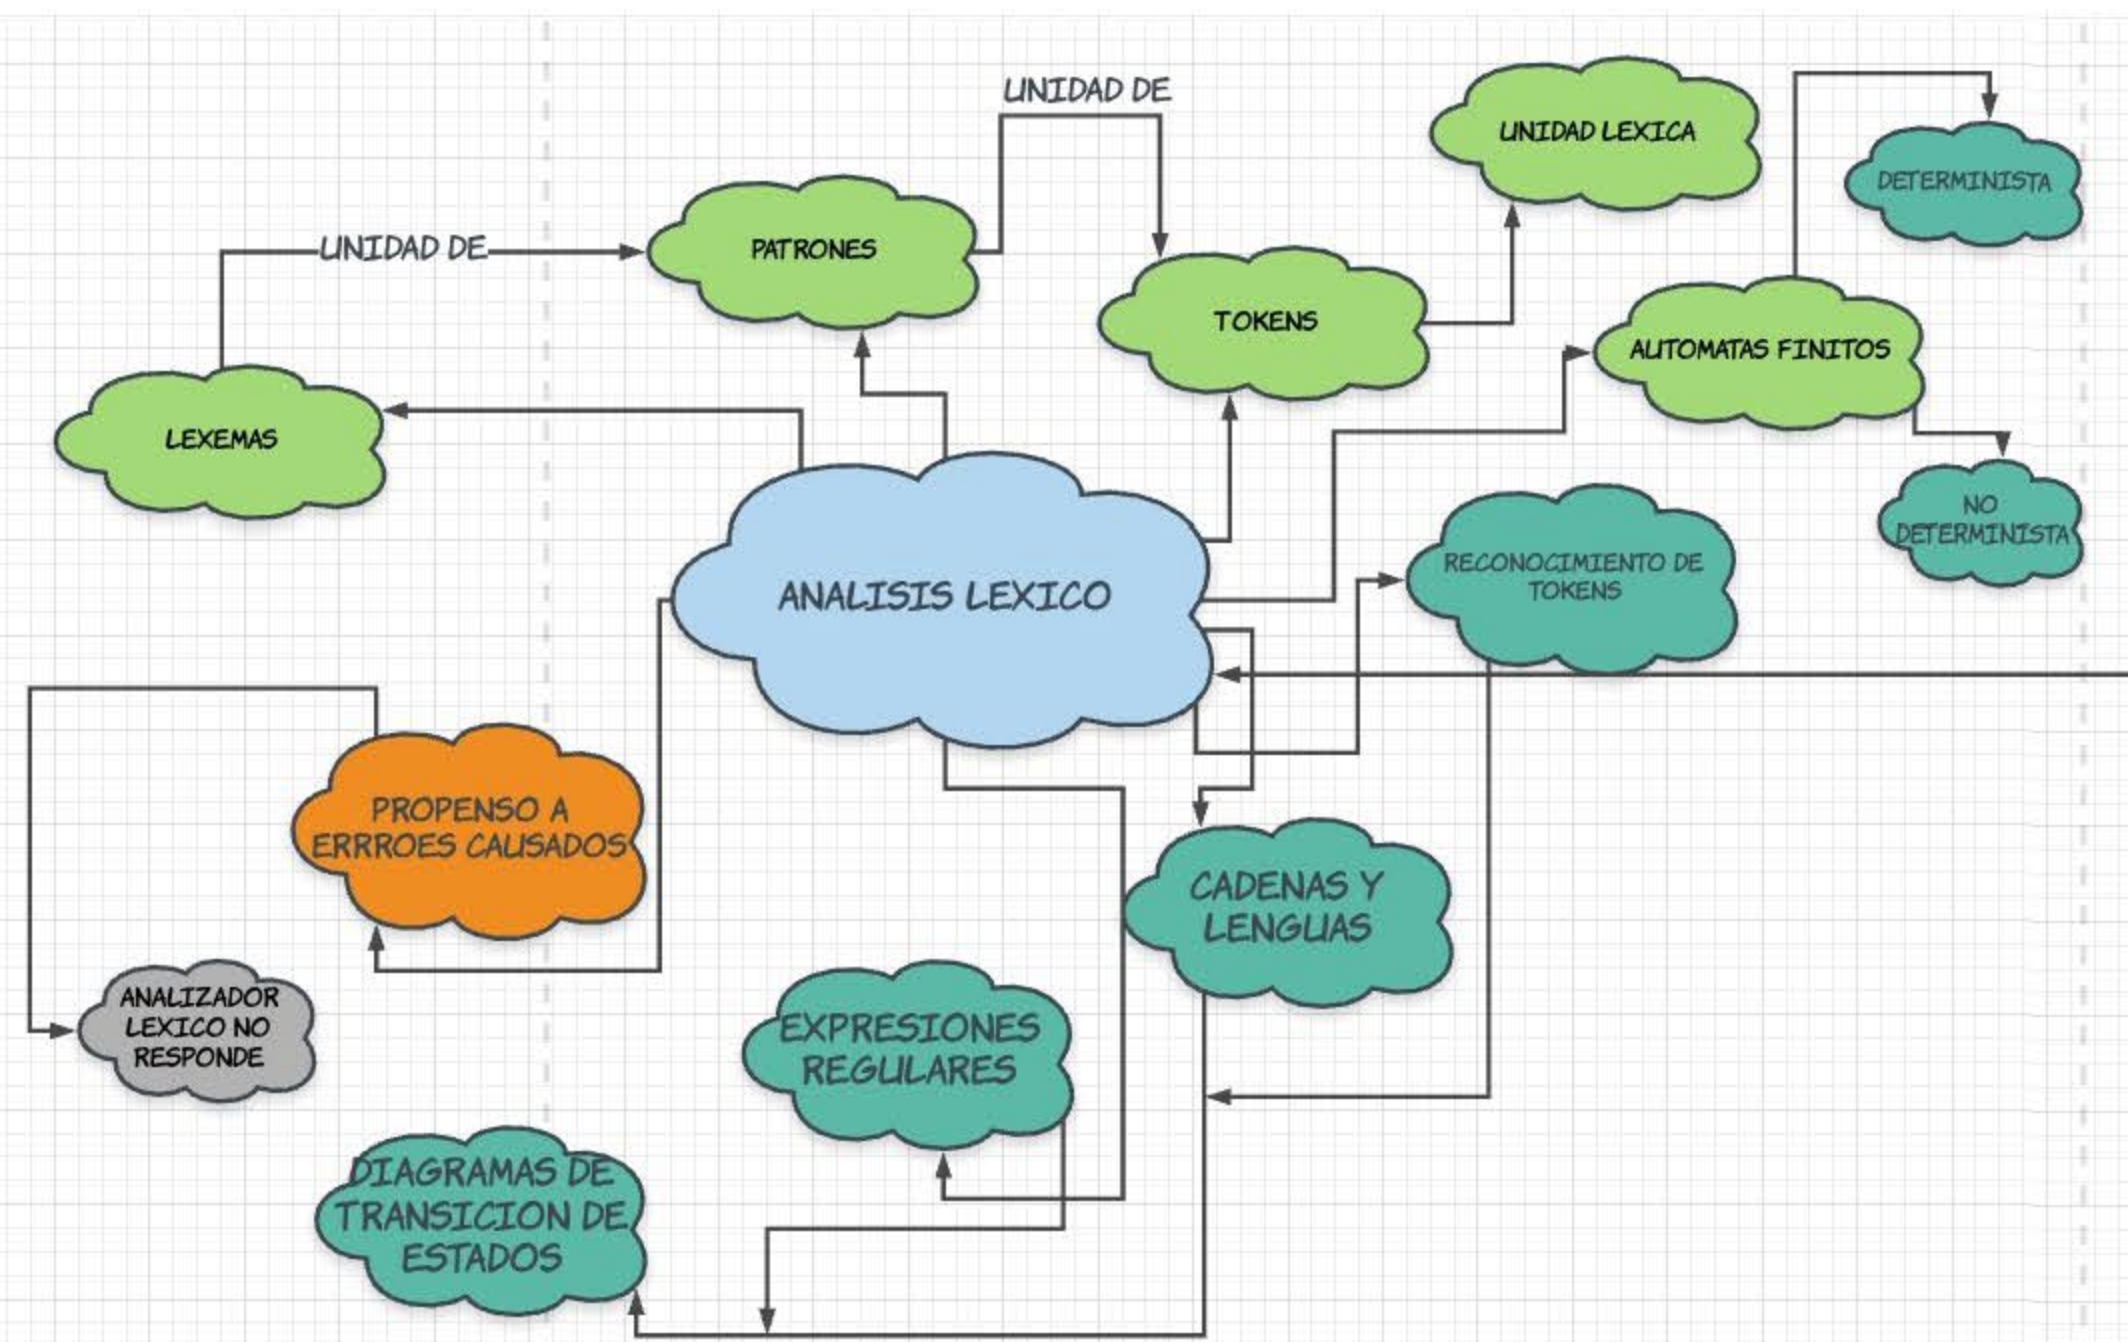 UNIDAD DE
UNIDAD LEXICA
DETERMINISTA
UNIDAD DE
PATRONES
TOKENS
AUTOMATAS FINITOS
LEXEMAS
NO
DETERMINISTA
RECONOCIMIENTO DE
TOKENS
ANALISIS LEXICO
PROPENSO A
ERRROES CAUSADOS
CADENAS Y
LENGUAS
ANALIZADOR
LEXICO NO
RESPONDE
EXPRESIONES
REGULARES
DIAGRAMAS DE
TRANSICION DE
ESTADOS